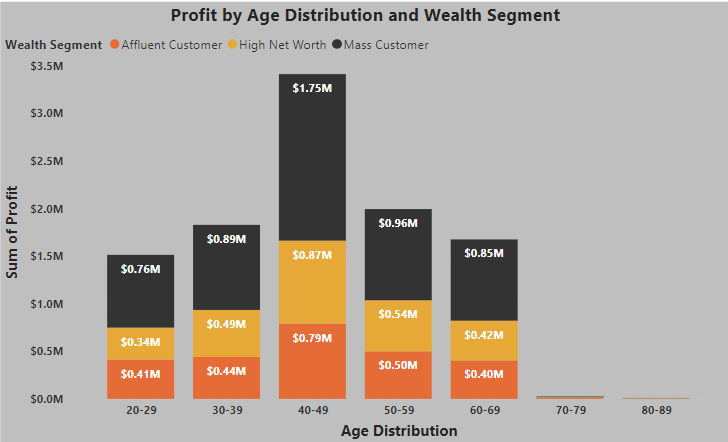 Profit by Age Distribution and Wealth Segment
Wealth Segment Affluent Customer High Net Worth Mass Customer
$3.5M
$3.0M
$2.5M
$2.0M
$1.5M
$1.0M
$0.5M
$0.0M
Sum of Profit
$0.76M
$0.34M
$0.41M
$0.89M
$0.49M
$0.44M
$1.75M
$0.87M
$0.79M
$0.96M
$0.54M
$0.50M
$0.85M
$0.42M
$0.40M
20-29 30-39 40-49 50-59 60-69 70-79 80-89
Age Distribution